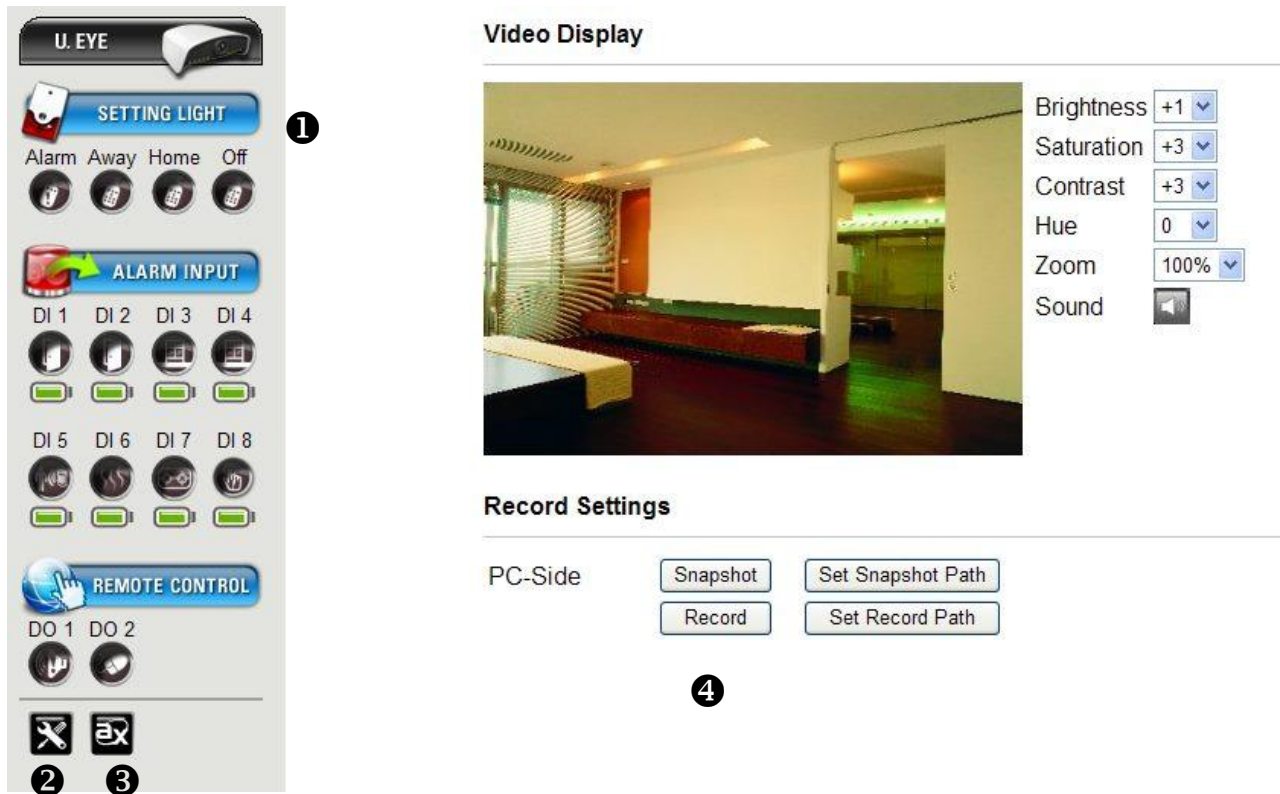 U. EYE
SETTING LIGHT
❶
Alarm Away Home Off
ALARM INPUT
DI 1 DI 2 DI 3 DI 4
DI 5 DI 6 DI 7 DI 8
REMOTE CONTROL
DO 1 DO 2
ax
❷ ❸
Video Display
Brightness +1
Saturation +3
Contrast +3
Hue 0
Zoom 100%
Sound
Record Settings
PC-Side Snapshot Set Snapshot Path
Record Set Record Path
❹